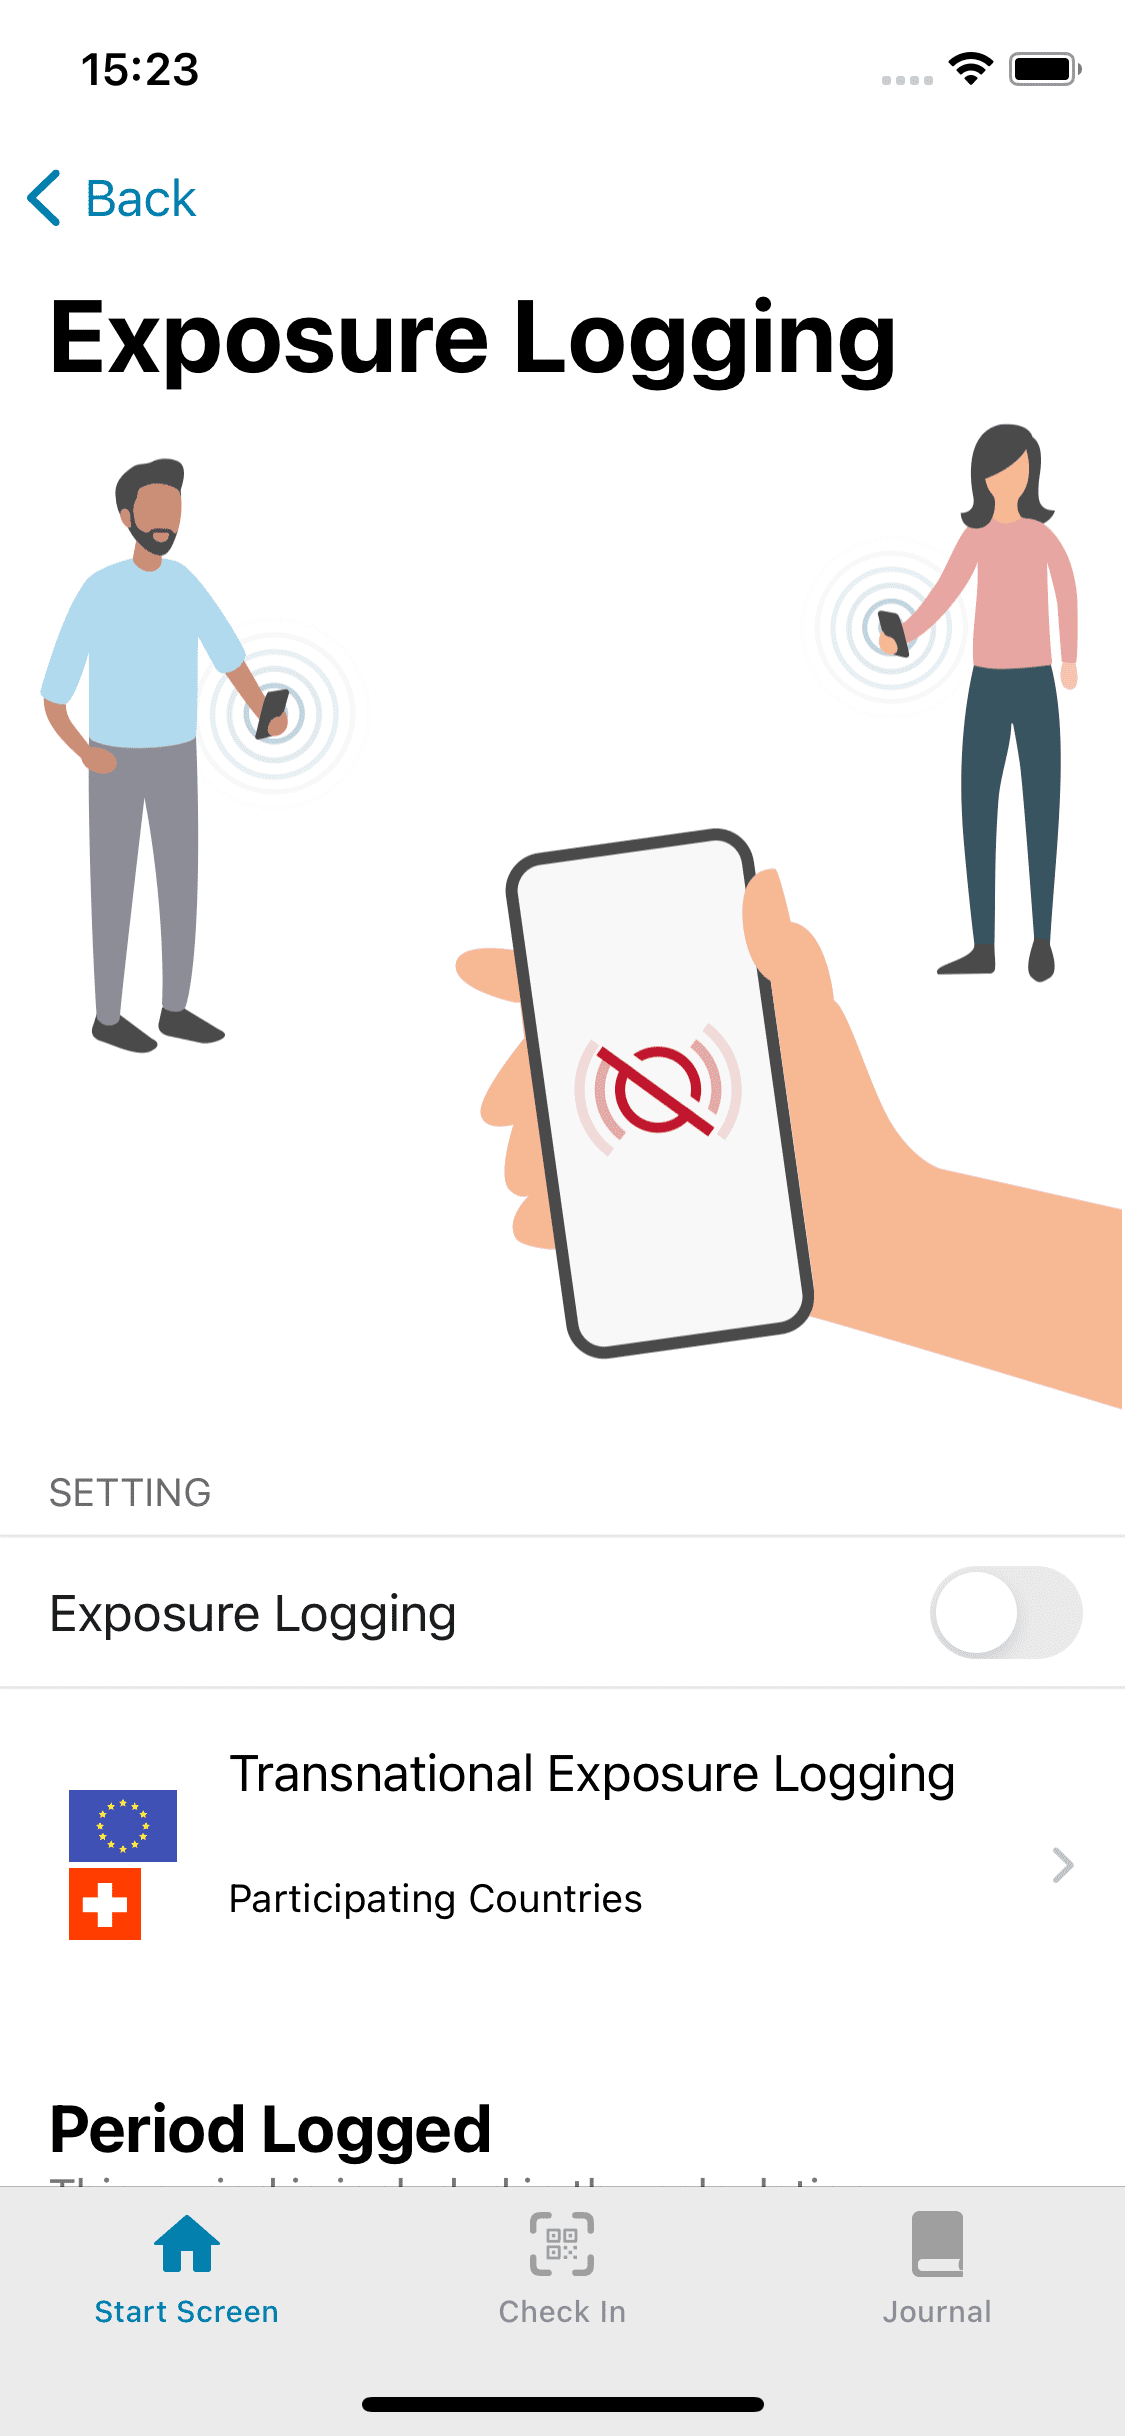 15:23
Back
Exposure Logging
SETTING
Exposure Logging
Transnational Exposure Logging
Participating Countries
Period Logged
Start Screen
Check In
Journal